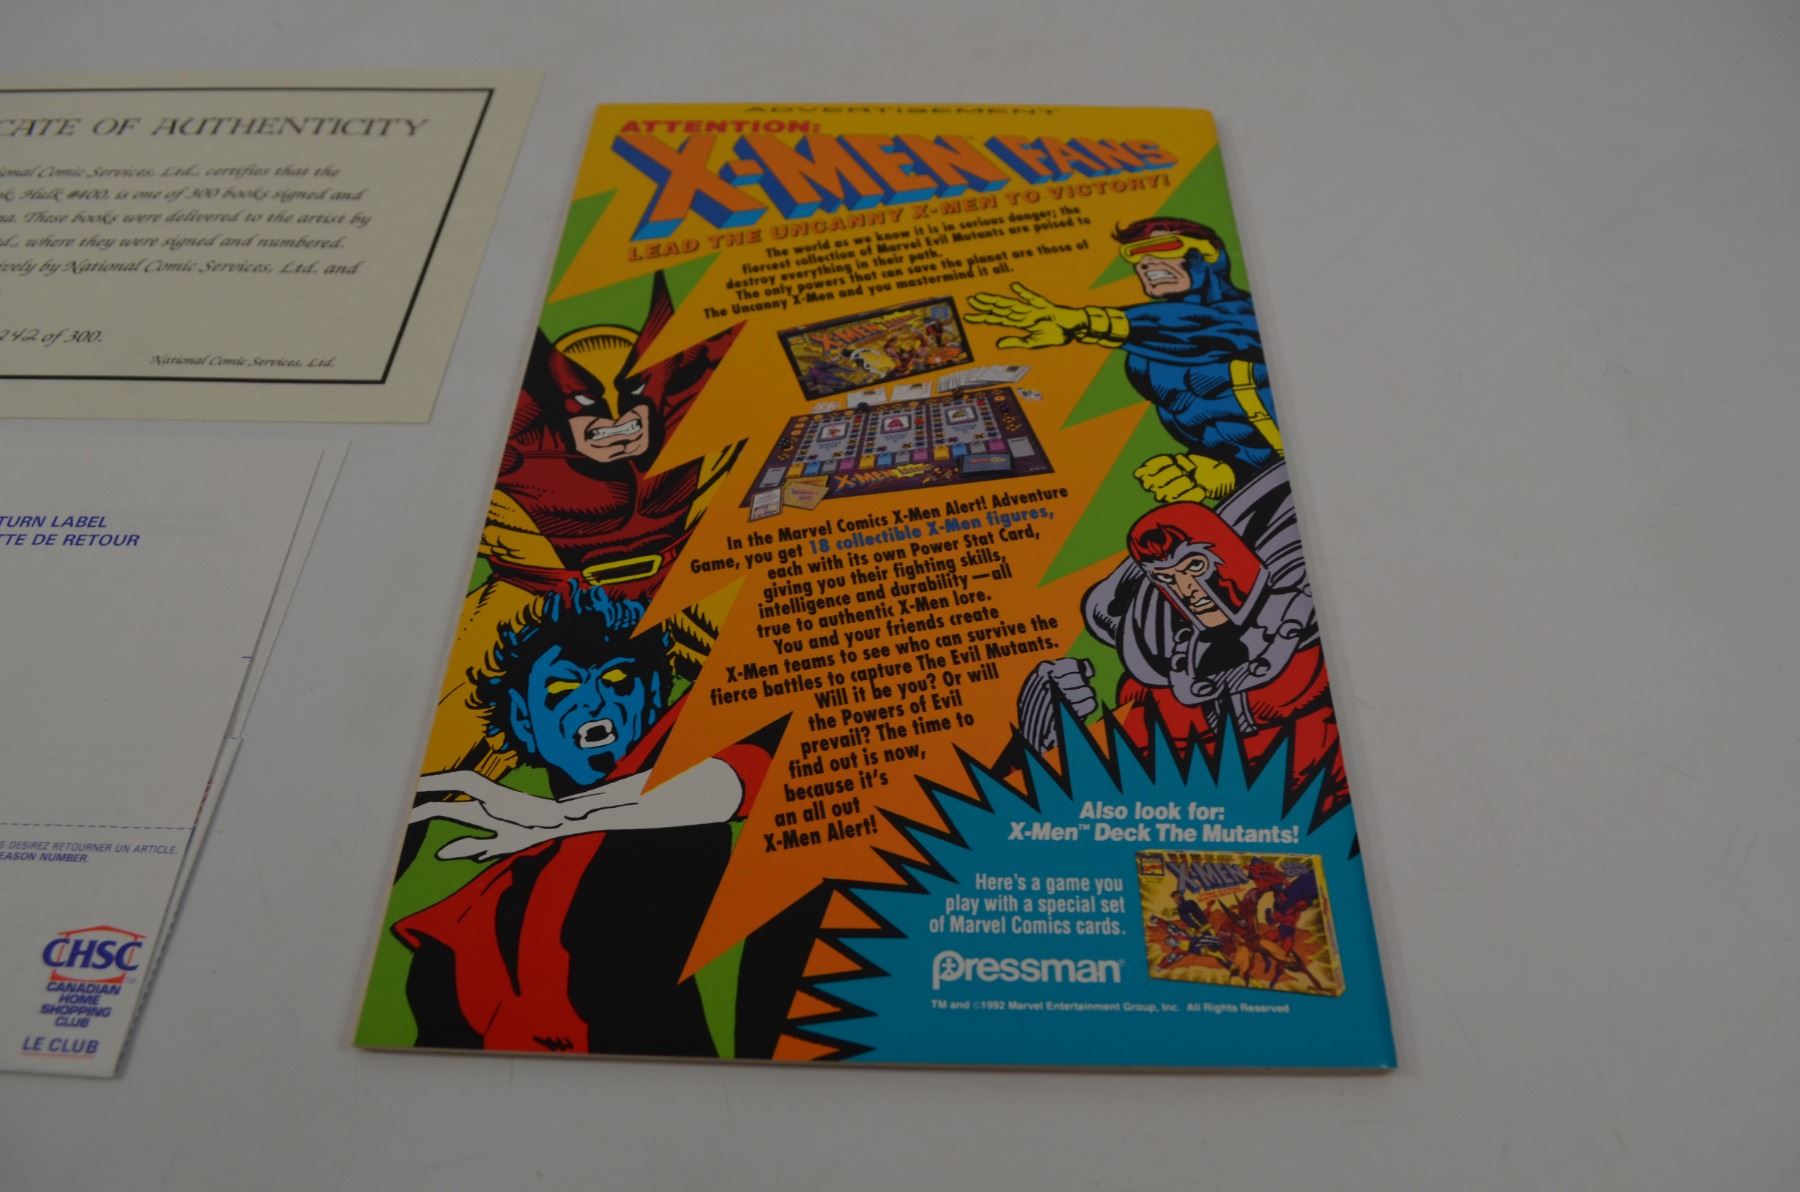 CATE OF AUTHENTICITY
ional Comic Services, Ltd., certifies that the
ok, Hulk #400, is one of 300 books signed and
na. These books were delivered to the artist by
d., where they were signed and numbered.
ively by National Comic Services, Ltd. and
242 of 300.
National Comic Services, Ltd.
TURN LABEL
TTE DE RETOUR
S DESIREZ RETOURNER UN ARTICLE.
EASON NUMBER.
CHSC™
CANADIAN
HOME
SHOPPING
CLUB
LE CLUB
ADVERTISEMENT
ATTENTION:
X-MEN™ FANS
LEAD THE UNCANNY X-MEN TO VICTORY!
The world as we know it is in serious danger; the
fiercest collection of Marvel Evil Mutants are poised to
destroy everything in their path.
The only powers that can save the planet are those of
The Uncanny X-Men and you mastermind it all.
X-MEN
X-MEN
In the Marvel Comics X-Men Alert! Adventure
Game, you get 18 collectible X-Men figures,
each with its own Power Stat Card,
giving you their fighting skills,
intelligence and durability—all
true to authentic X-Men lore.
You and your friends create
X-Men teams to see who can survive the
fierce battles to capture The Evil Mutants.
Will it be you? Or will
the Powers of Evil
prevail? The time to
find out is now,
because it's
an all out
X-Men Alert!
Also look for:
X-Men™ Deck The Mutants!
Here's a game you
play with a special set
of Marvel Comics cards.
X-MEN
Pressman®
TM and ©1992 Marvel Entertainment Group, Inc. All Rights Reserved